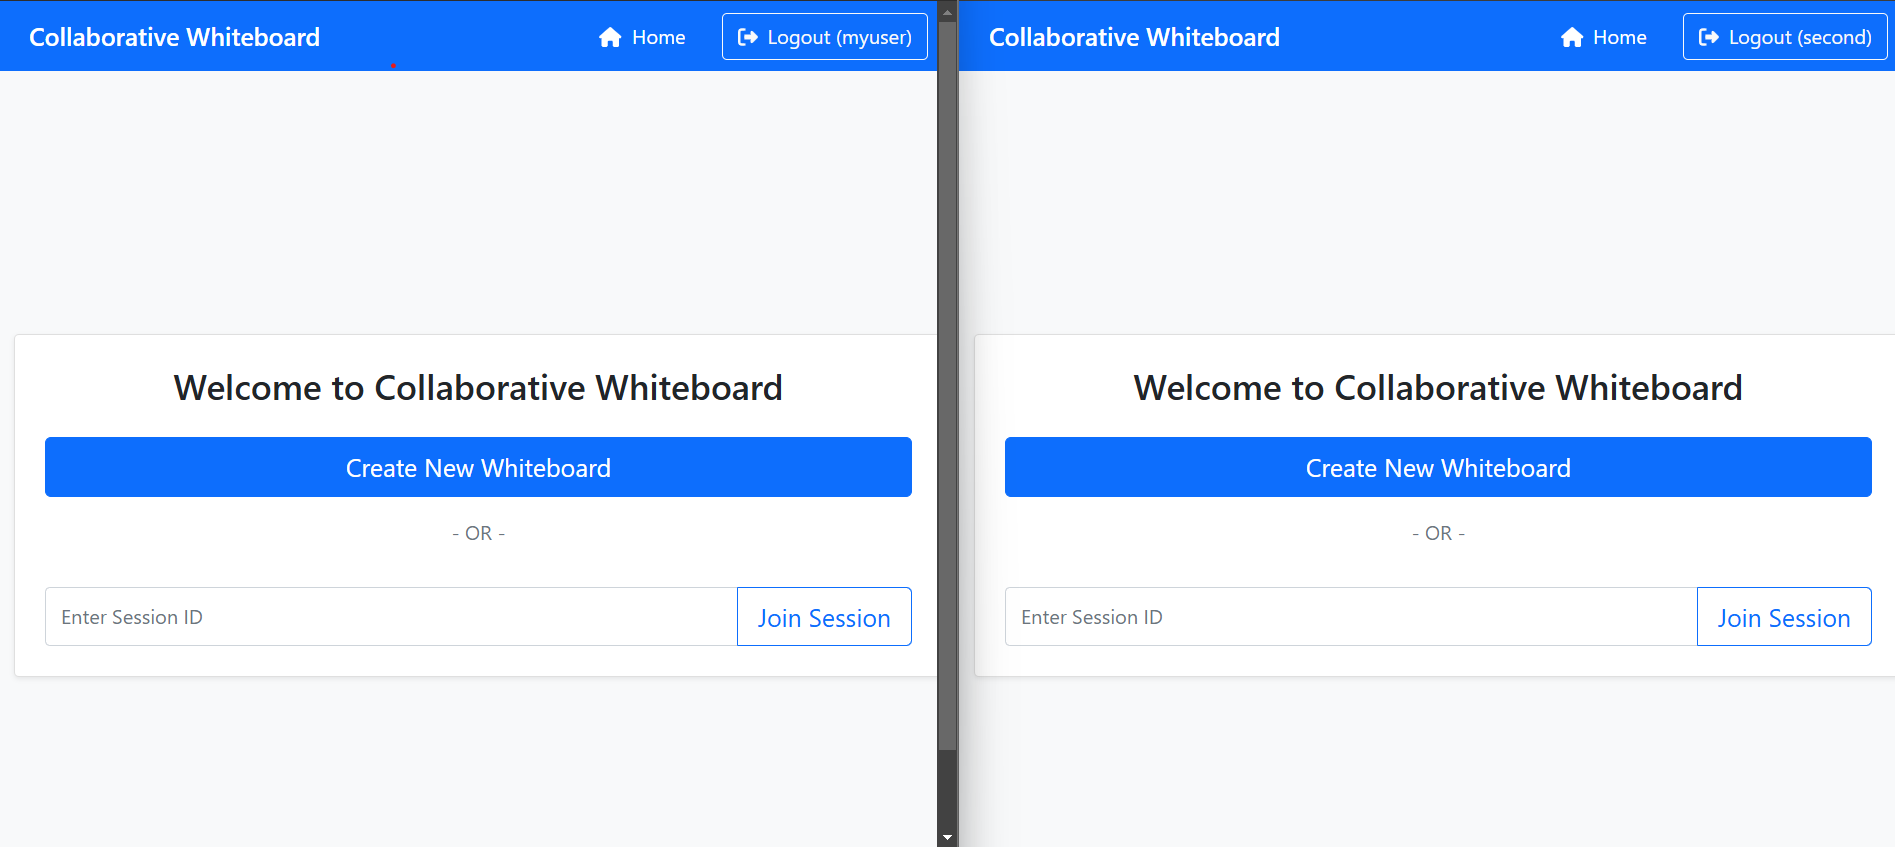 Collaborative Whiteboard
Home
Logout (myuser)
Welcome to Collaborative Whiteboard
Create New Whiteboard
- OR -
Enter Session ID
Join Session
Collaborative Whiteboard
Home
Logout (second)
Welcome to Collaborative Whiteboard
Create New Whiteboard
- OR -
Enter Session ID
Join Session